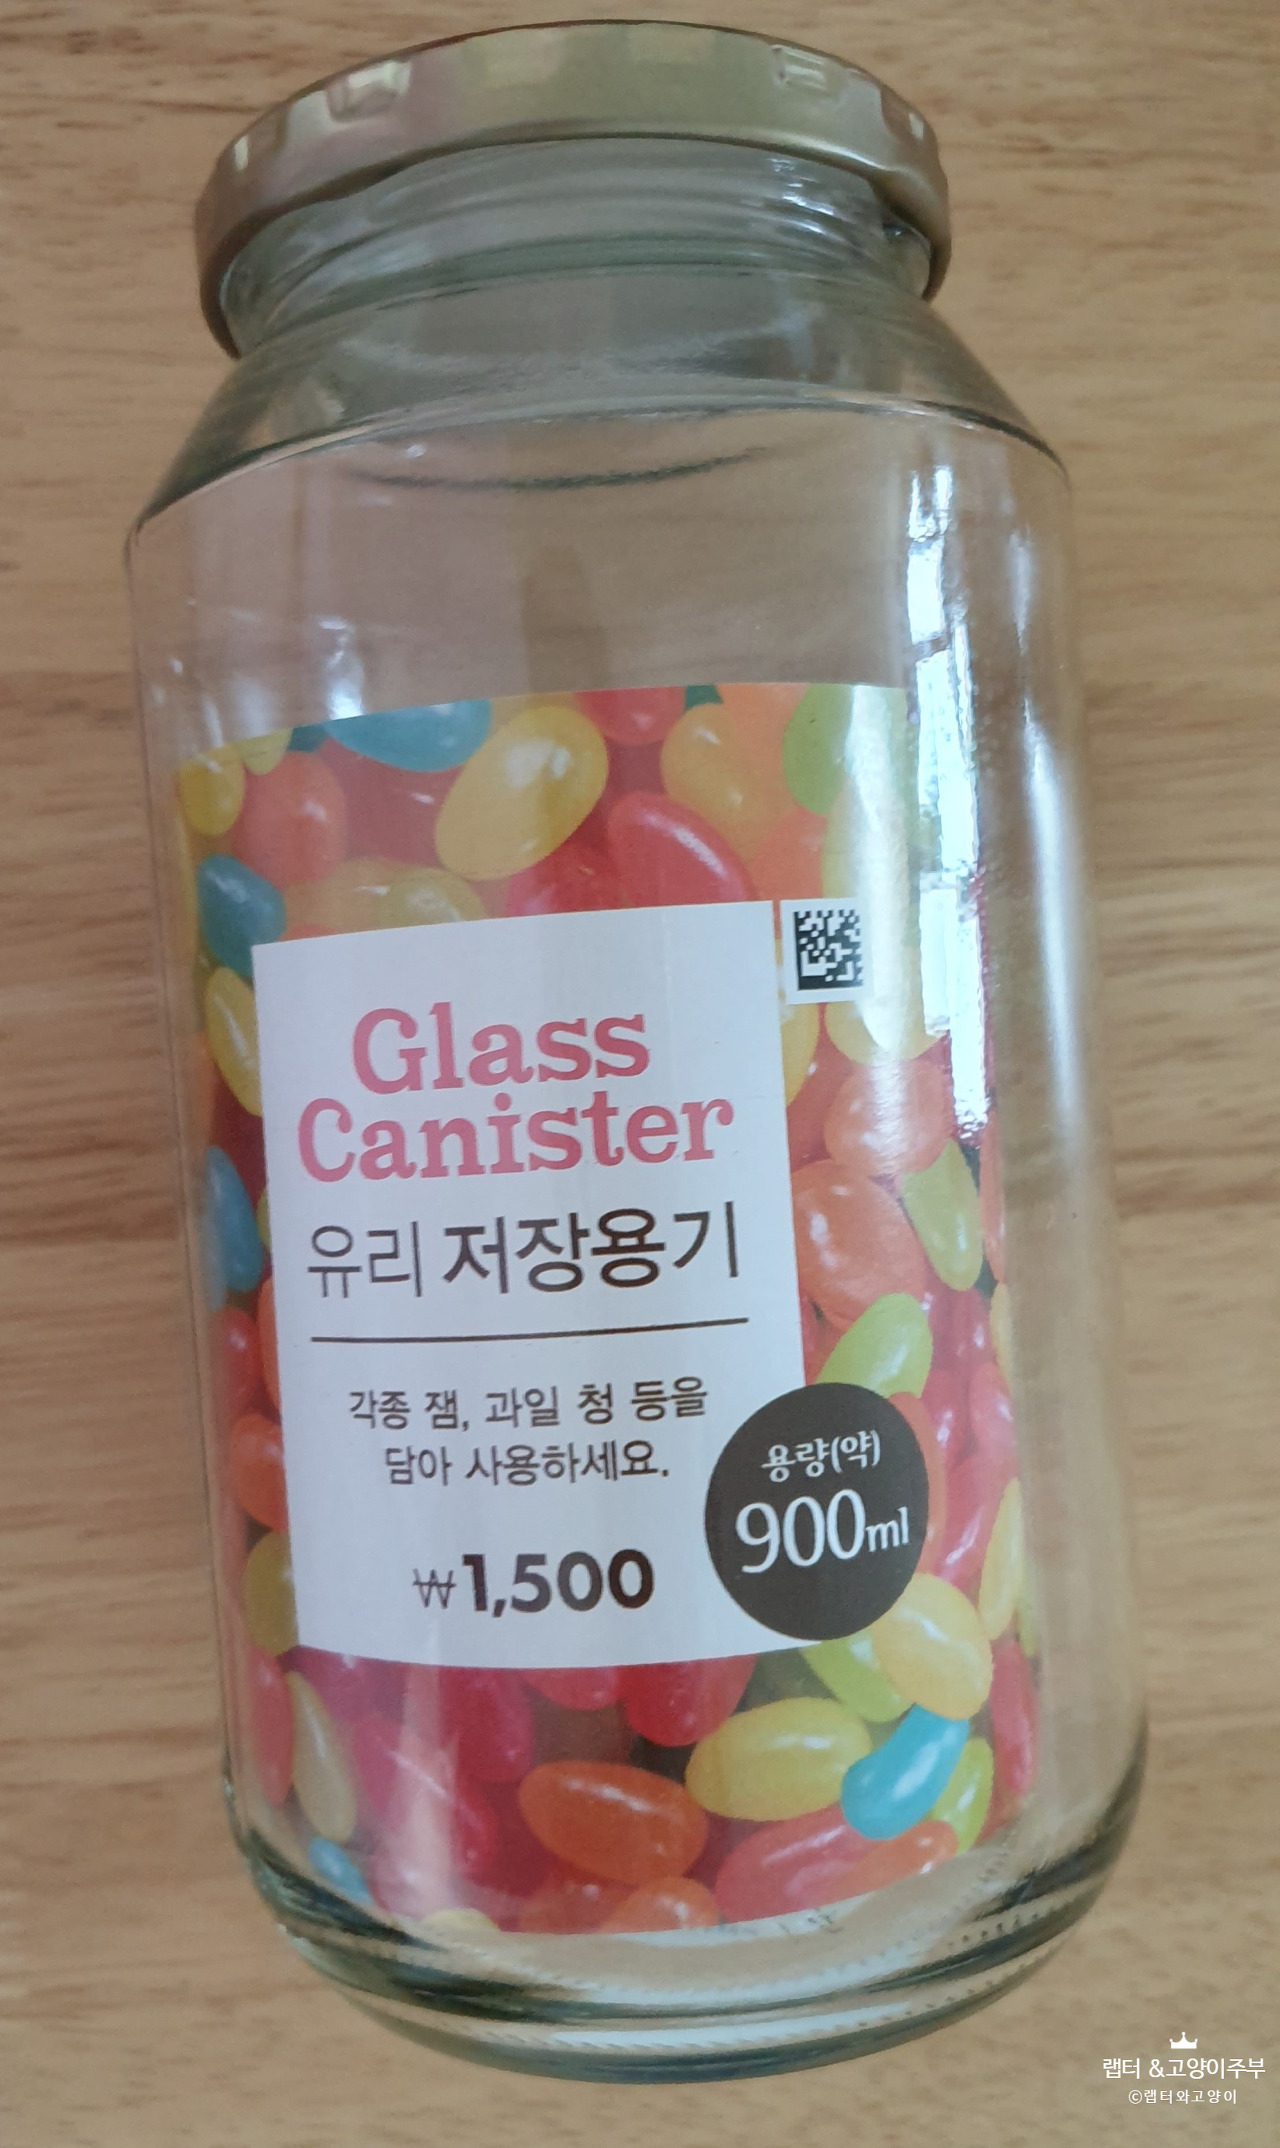 Glass
Canister
유리 저장용기
각종 잼, 과일 청 등을
담아 사용하세요.
₩1,500
용량(약)
900ml
랩터 &고양이주부
©랩터와고양이